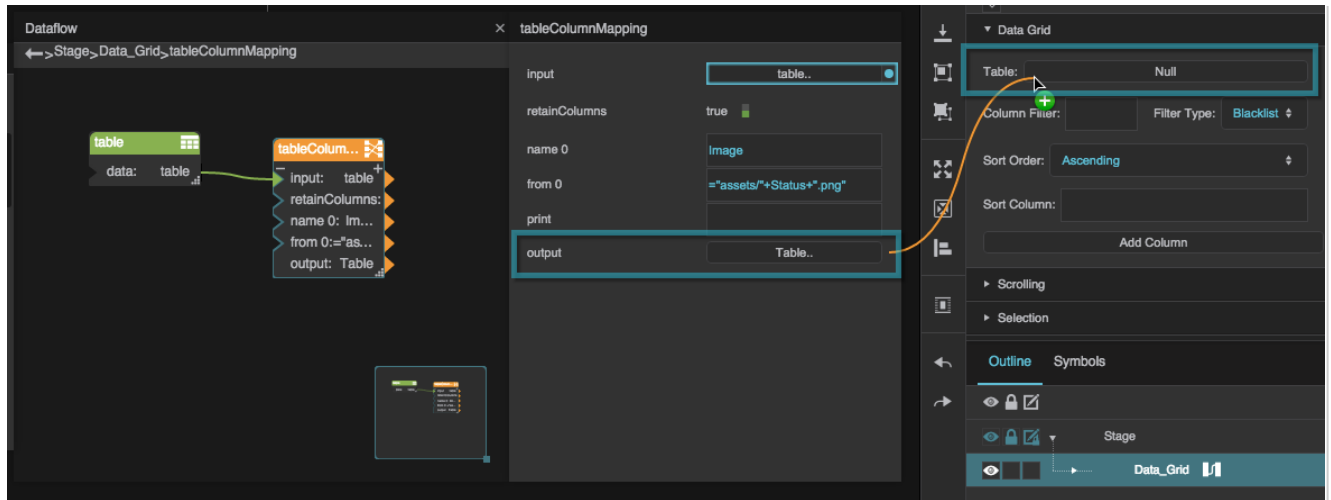 Dataflow
×
>Stage>Data_Grid>tableColumnMapping
table
data: table
tableColum...
input: table
retainColumns:
name 0: Im...
from 0:="as...
output: Table
tableColumnMapping
input table..
retainColumns true
name 0 Image
from 0 ="assets/"+Status+".png"
print
output Table..
Data Grid
Table: Null
Column Filter: Filter Type: Blacklist
Sort Order: Ascending
Sort Column:
Add Column
Scrolling
Selection
Outline Symbols
Stage
Data_Grid